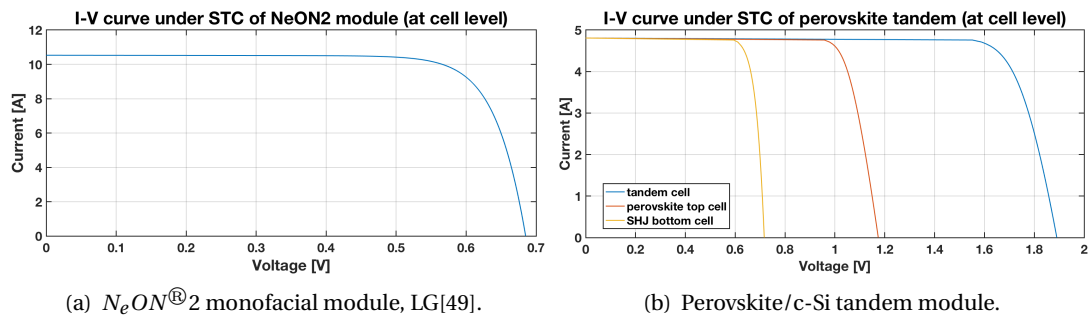 I-V curve under STC of NeON2 module (at cell level)
12
10
8
6
4
2
0
Current [A]
0 0.1 0.2 0.3 0.4 0.5 0.6 0.7
Voltage [V]
(a) NeON®2 monofacial module, LG[49].
I-V curve under STC of perovskite tandem (at cell level)
5
4
3
2
1
0
Current [A]
tandem cell
perovskite top cell
SHJ bottom cell
0 0.2 0.4 0.6 0.8 1 1.2 1.4 1.6 1.8 2
Voltage [V]
(b) Perovskite/c-Si tandem module.